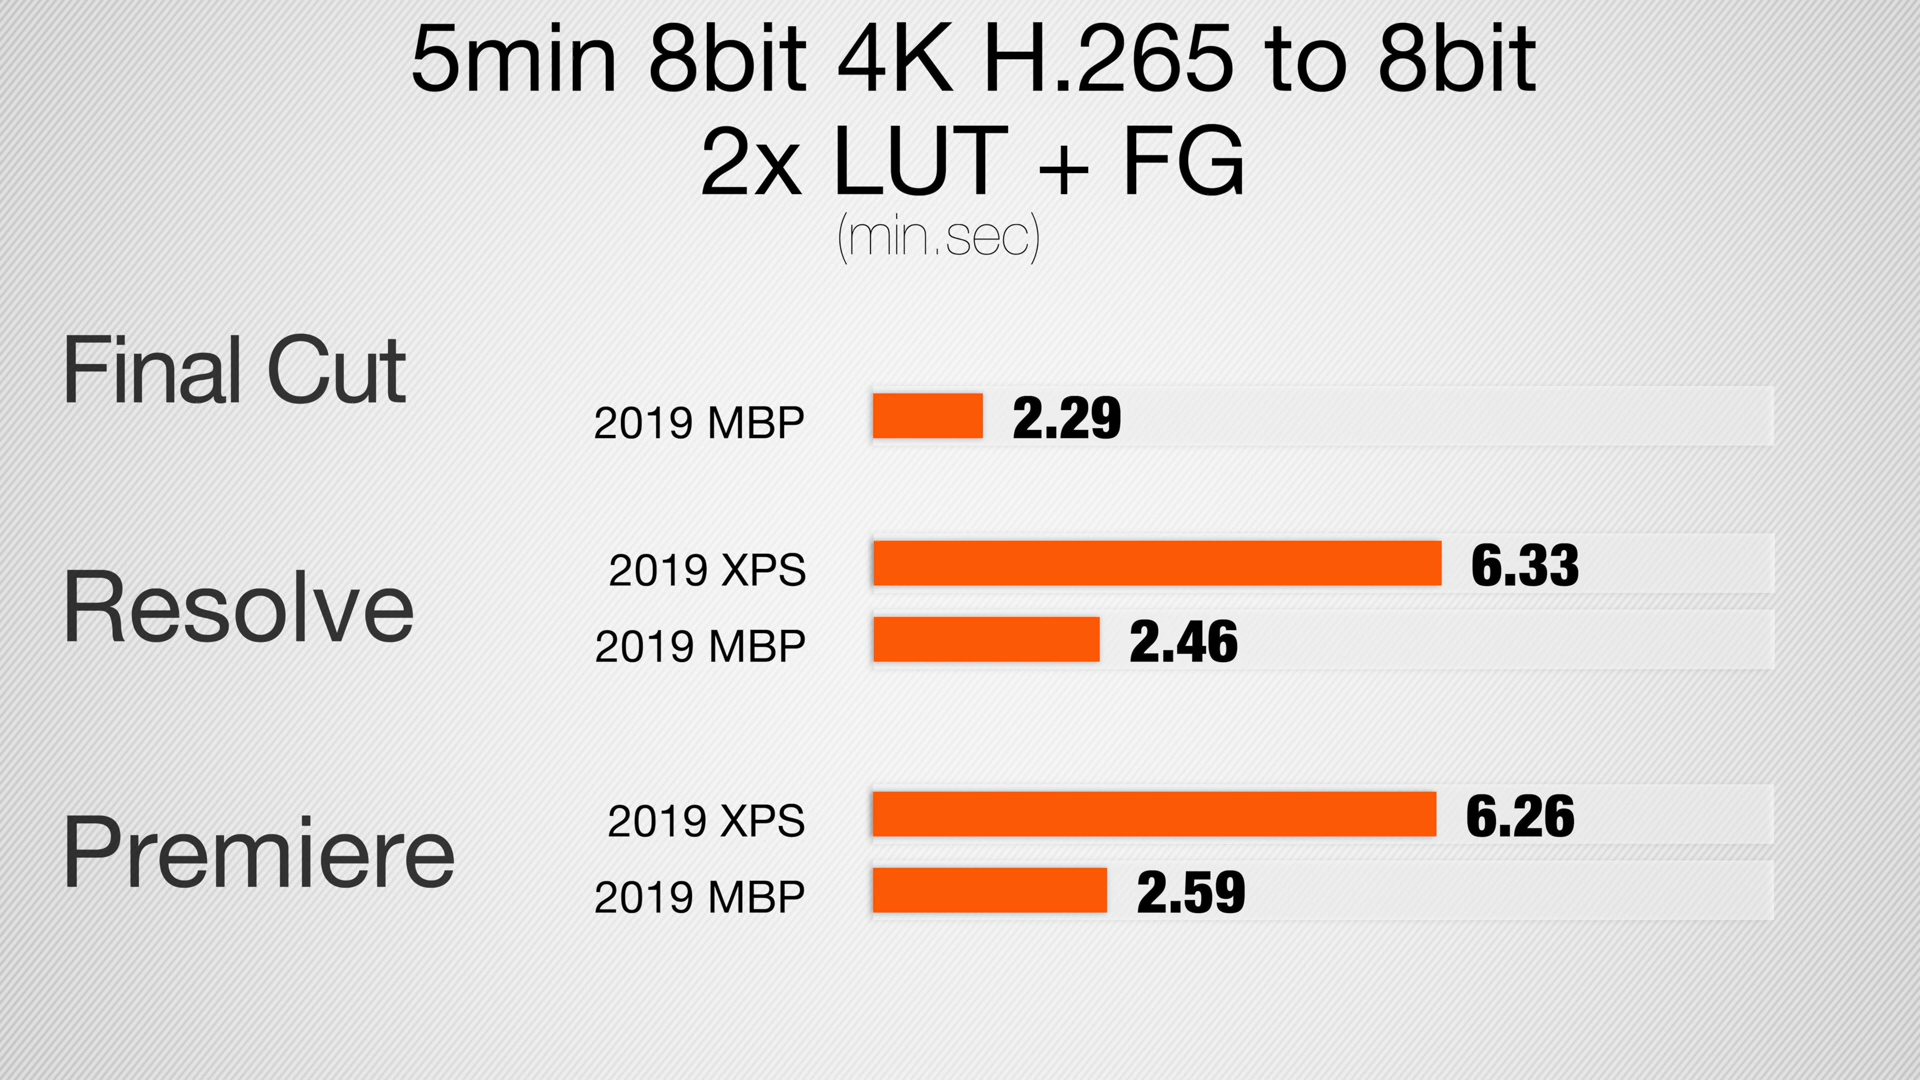 5min 8bit 4K H.265 to 8bit
2x LUT + FG
(min.sec)
Final Cut
2019 MBP 2.29
Resolve
2019 XPS 6.33
2019 MBP 2.46
Premiere
2019 XPS 6.26
2019 MBP 2.59